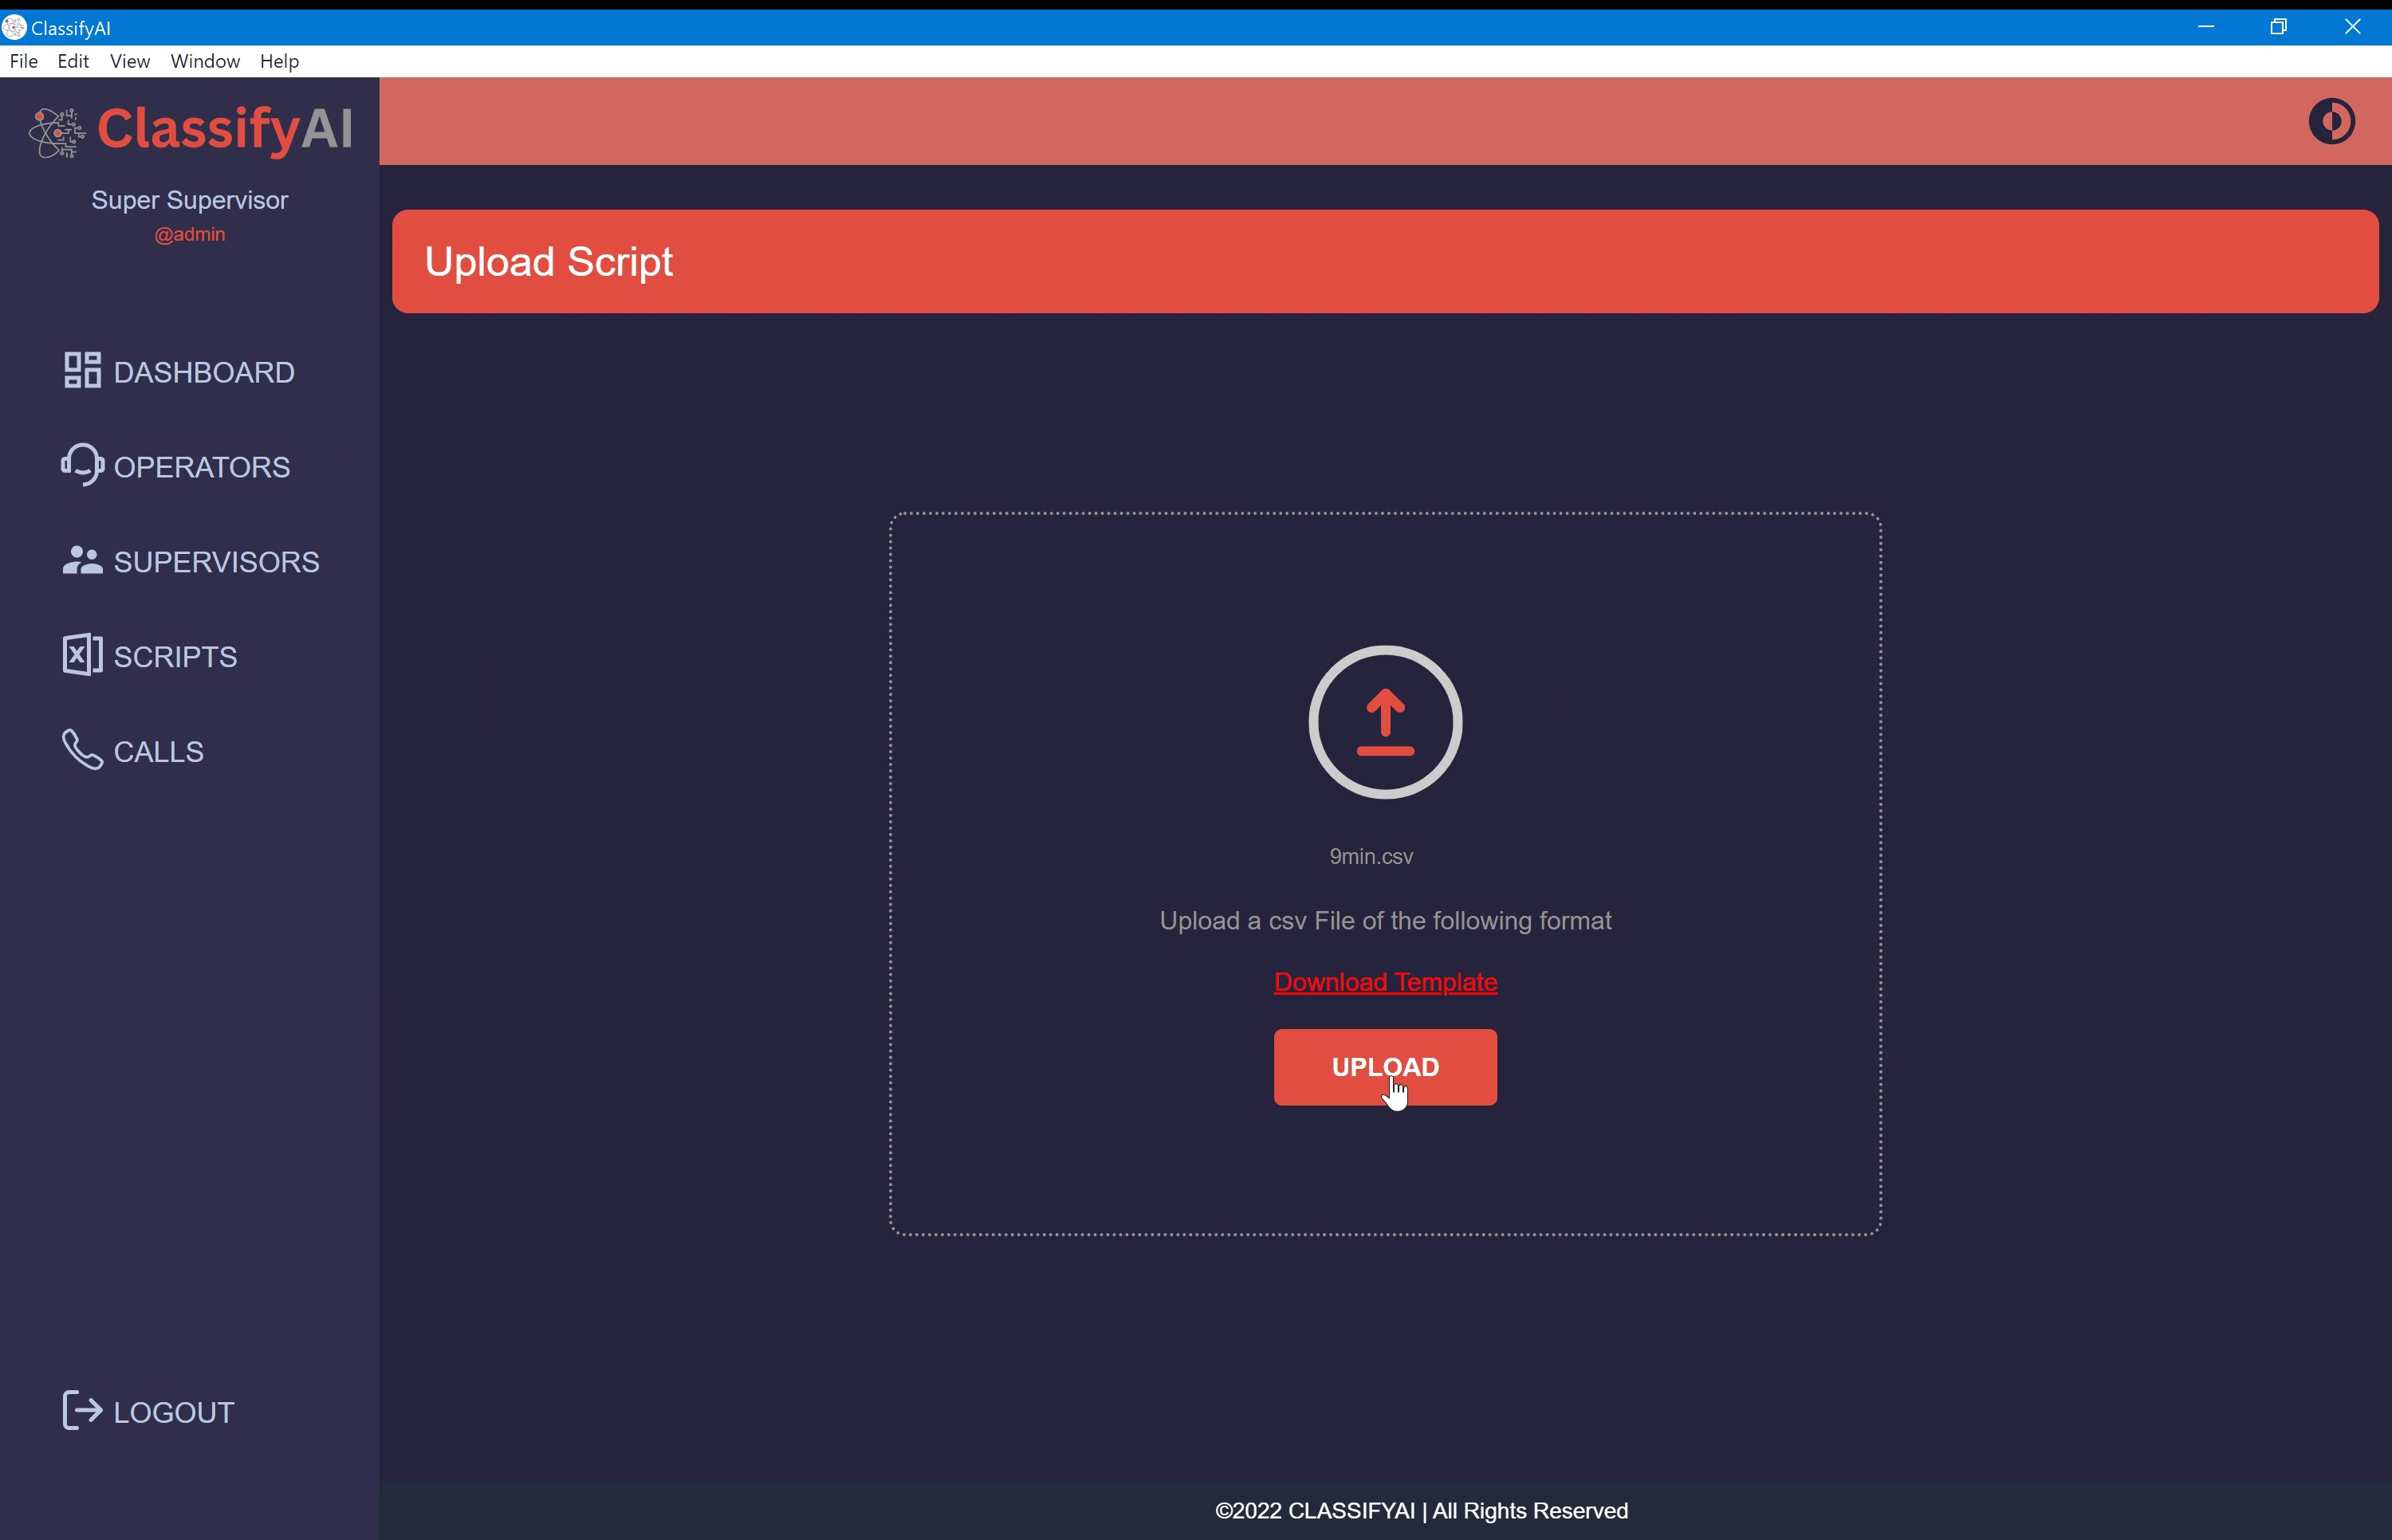 ClassifyAI
File Edit View Window Help
ClassifyAI
Super Supervisor
@admin
DASHBOARD
OPERATORS
SUPERVISORS
SCRIPTS
CALLS
LOGOUT
Upload Script
9min.csv
Upload a csv File of the following format
Download Template
UPLOAD
©2022 CLASSIFYAI | All Rights Reserved